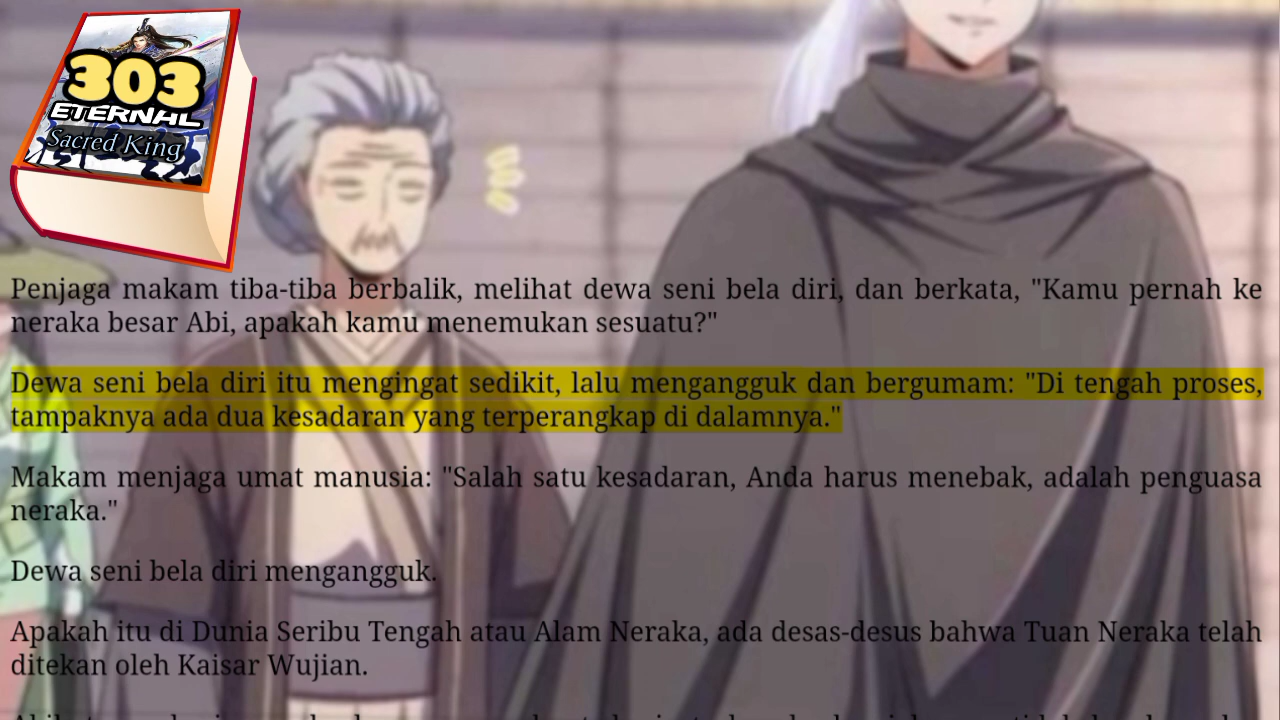 303
ETERNAL
Sacred King
Penjaga makam tiba-tiba berbalik, melihat dewa seni bela diri, dan berkata, "Kamu pernah ke
neraka besar Abi, apakah kamu menemukan sesuatu?"
Dewa seni bela diri itu mengingat sedikit, lalu mengangguk dan bergumam: "Di tengah proses,
tampaknya ada dua kesadaran yang terperangkap di dalamnya."
Makam menjaga umat manusia: "Salah satu kesadaran, Anda harus menebak, adalah penguasa
neraka."
Dewa seni bela diri mengangguk.
Apakah itu di Dunia Seribu Tengah atau Alam Neraka, ada desas-desus bahwa Tuan Neraka telah
ditekan oleh Kaisar Wujian.